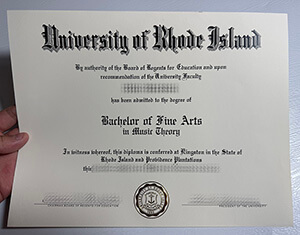 University of Rhode Island
By authority of the Board of Regents for Education and upon
recommendation of the University Faculty
has been admitted to the degree of
Bachelor of Fine Arts
in Music Theory
In witness whereof, this diploma is conferred at Kingston in the State of
Rhode Island and Providence Plantations
this